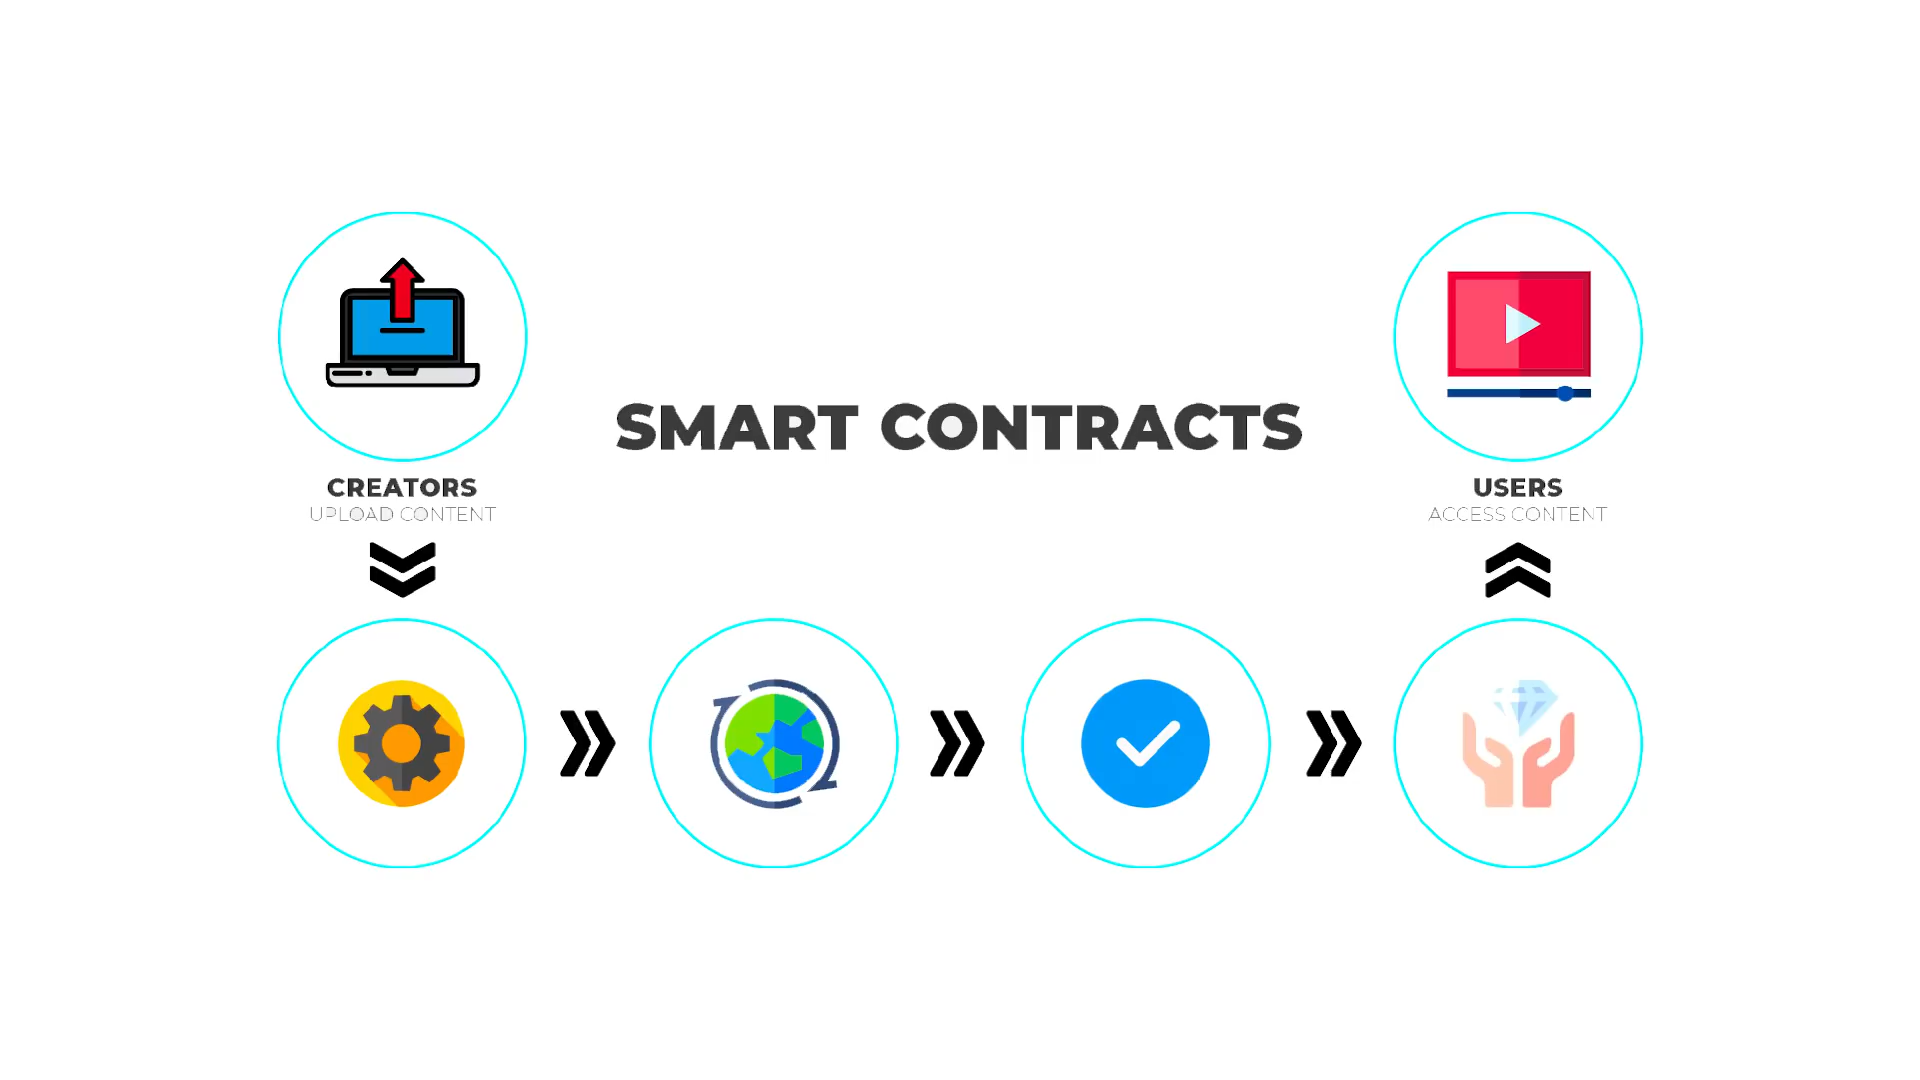 SMART CONTRACTS
CREATORS
UPLOAD CONTENT
USERS
ACCESS CONTENT